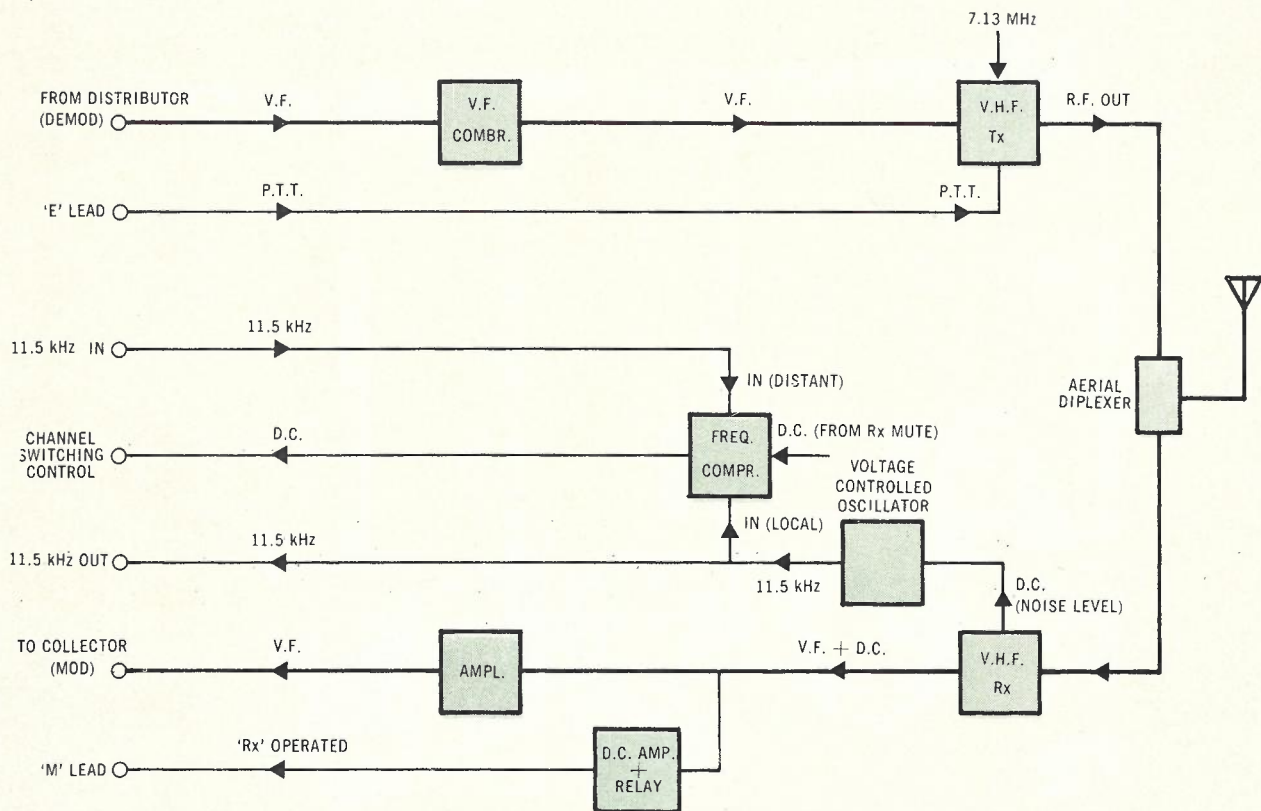 7.13 MHz
FROM DISTRIBUTOR
(DEMOD)
V.F.
V.F.
COMBR.
V.F.
V.H.F.
Tx
R.F. OUT
'E' LEAD
P.T.T.
P.T.T.
11.5 kHz IN
11.5 kHz
IN (DISTANT)
AERIAL
DIPLEXER
CHANNEL
SWITCHING
CONTROL
D.C.
FREQ.
COMPR.
D.C. (FROM Rx MUTE)
VOLTAGE
CONTROLLED
OSCILLATOR
IN (LOCAL)
11.5 kHz OUT
11.5 kHz
11.5 kHz
D.C.
(NOISE LEVEL)
TO COLLECTOR
(MOD)
V.F.
AMPL.
V.F. + D.C.
V.H.F.
Rx
'M' LEAD
'Rx' OPERATED
D.C. AMP.
+
RELAY